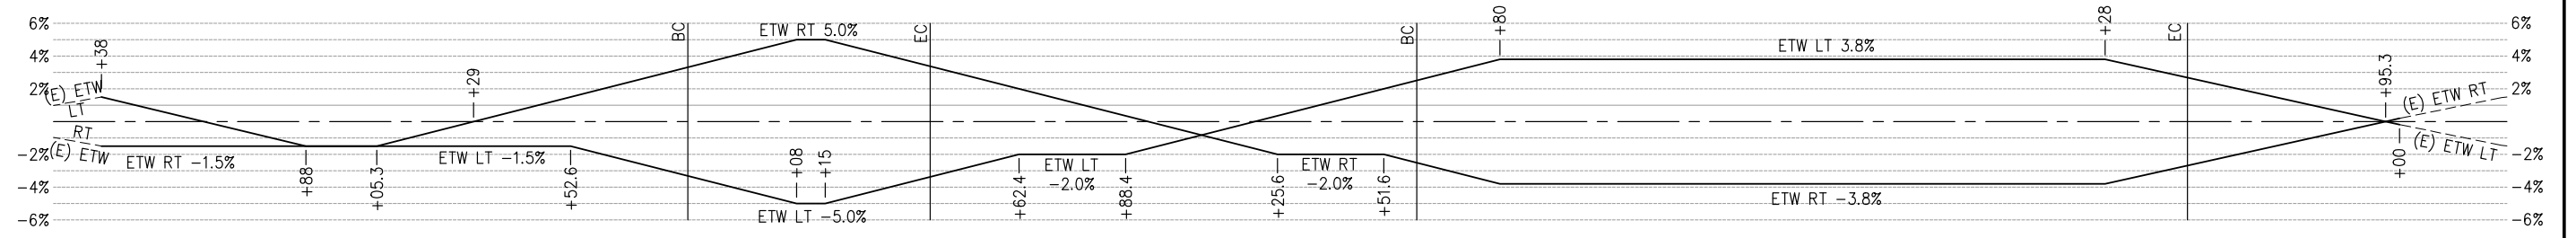 6%
4%
2%
-2%
-4%
-6%
+38
(E) ETW
LT
RT
(E) ETW
ETW RT -1.5%
+88
+05.3
+29
ETW LT -1.5%
+52.6
BC
ETW RT 5.0%
+08
+15
ETW LT -5.0%
EC
+62.4
ETW LT
-2.0%
+88.4
+25.6
ETW RT
-2.0%
+51.6
BC
+80
ETW LT 3.8%
ETW RT -3.8%
+28
EC
+95.3
+00
(E) ETW RT
(E) ETW LT
6%
4%
2%
-2%
-4%
-6%